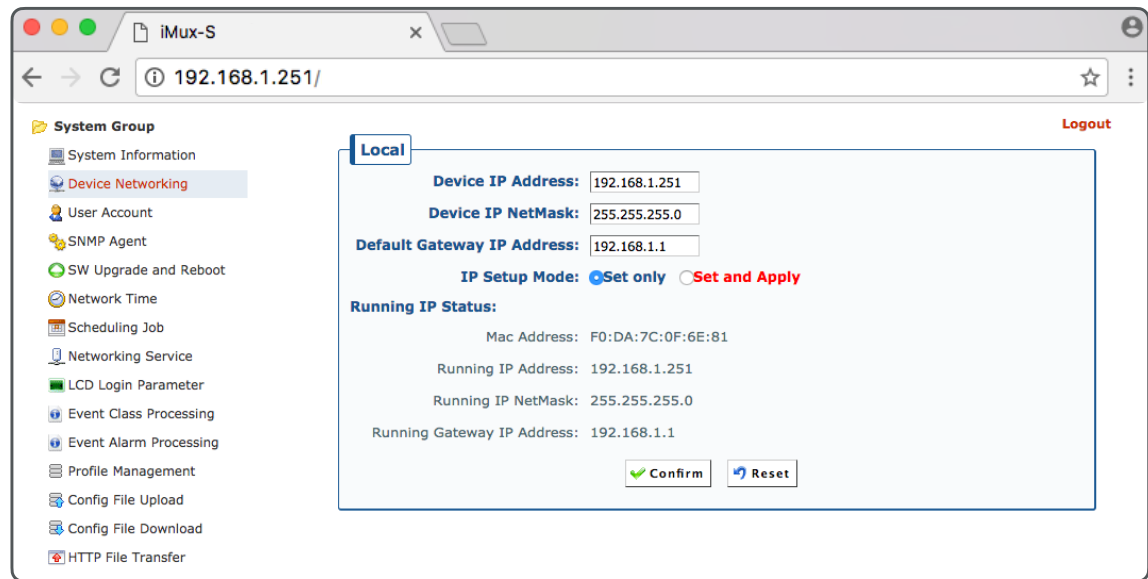 iMux-S
192.168.1.251/
System Group
System Information
Device Networking
User Account
SNMP Agent
SW Upgrade and Reboot
Network Time
Scheduling Job
Networking Service
LCD Login Parameter
Event Class Processing
Event Alarm Processing
Profile Management
Config File Upload
Config File Download
HTTP File Transfer
Logout
Local
Device IP Address: 192.168.1.251
Device IP NetMask: 255.255.255.0
Default Gateway IP Address: 192.168.1.1
IP Setup Mode: Set only Set and Apply
Running IP Status:
Mac Address: F0:DA:7C:0F:6E:81
Running IP Address: 192.168.1.251
Running IP NetMask: 255.255.255.0
Running Gateway IP Address: 192.168.1.1
Confirm Reset